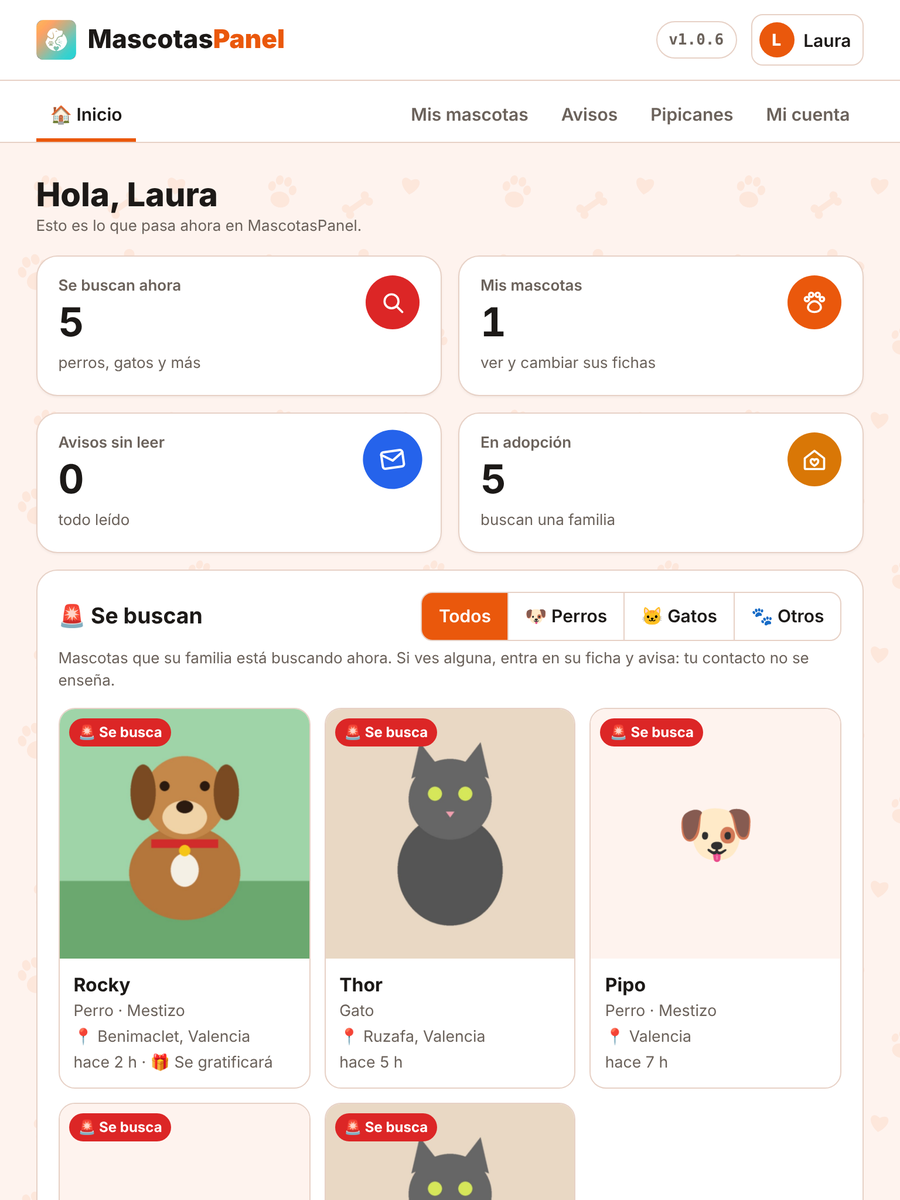 MascotasPanel
v1.0.6
L
Laura
Inicio
Mis mascotas
Avisos
Pipicanes
Mi cuenta
Hola, Laura
Esto es lo que pasa ahora en MascotasPanel.
Se buscan ahora
5
perros, gatos y más
Mis mascotas
1
ver y cambiar sus fichas
Avisos sin leer
0
todo leído
En adopción
5
buscan una familia
Se buscan
Todos
Perros
Gatos
Otros
Mascotas que su familia está buscando ahora. Si ves alguna, entra en su ficha y avisa: tu contacto no se
enseña.
Se busca
Rocky
Perro · Mestizo
Benimaclet, Valencia
hace 2 h · 🎁 Se gratificará
Se busca
Thor
Gato
Ruzafa, Valencia
hace 5 h
Se busca
Pipo
Perro · Mestizo
Valencia
hace 7 h
Se busca
Se busca